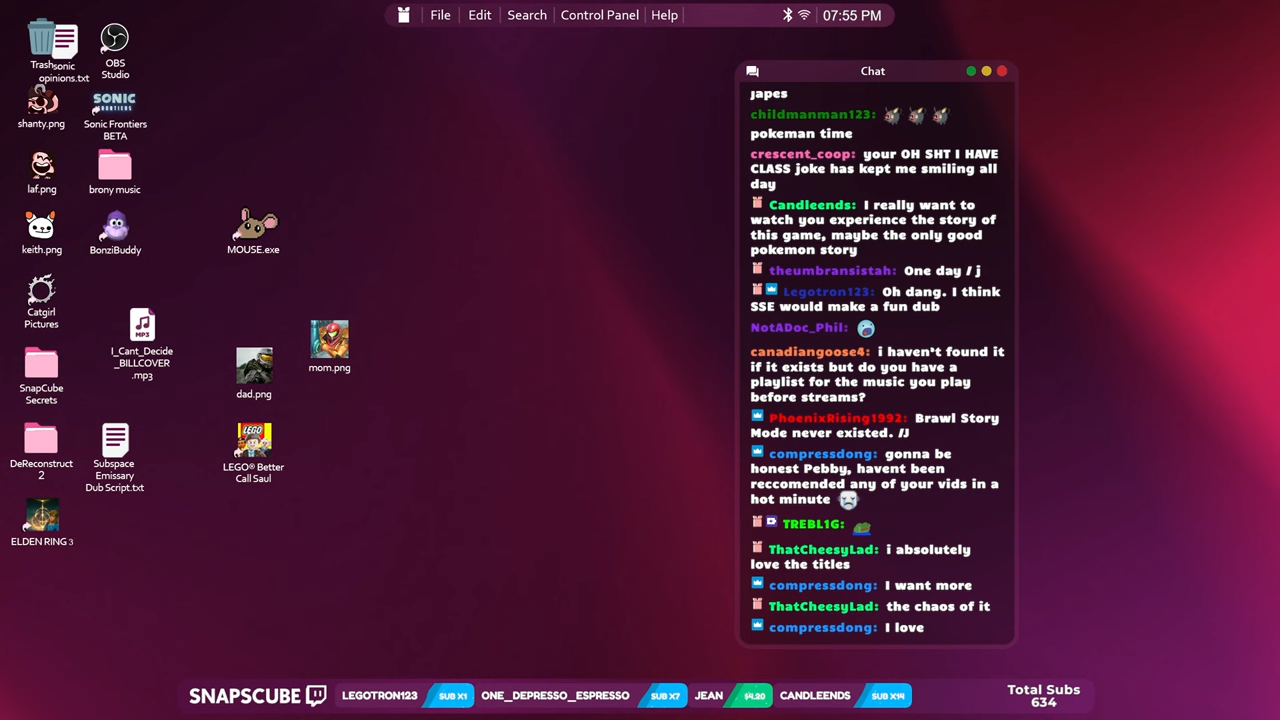 File Edit Search Control Panel Help 07:55 PM
Trash
sonic
opinions.txt
OBS
Studio
shanty.png
SONIC
FRONTIERS
Sonic Frontiers
BETA
laf.png
brony music
keith.png
BonziBuddy
MOUSE.exe
Catgirl
Pictures
MP3
I_Cant_Decide
_BILLCOVER
.mp3
mom.png
SnapCube
Secrets
dad.png
DeReconstruct
2
Subspace
Emissary
Dub Script.txt
LEGO
LEGO® Better
Call Saul
ELDEN RING 3
Chat
japes
childmanman123:
pokeman time
crescent_coop: your OH SHT I HAVE
CLASS joke has kept me smiling all
day
Candleends: I really want to
watch you experience the story of
this game, maybe the only good
pokemon story
theumbransistah: One day / j
Legotron123: Oh dang. I think
SSE would make a fun dub
NotADoc_Phil:
canadiangoose4: i haven't found it
if it exists but do you have a
playlist for the music you play
before streams?
PhoenixRising1992: Brawl Story
Mode never existed. /J
compressdong: gonna be
honest Pebby, havent been
reccomended any of your vids in a
hot minute
TREBL1G:
ThatCheesyLad: i absolutely
love the titles
compressdong: I want more
ThatCheesyLad: the chaos of it
compressdong: I love
SNAPSCUBE LEGOTRON123 SUB X1 ONE_DEPRESSO_ESPRESSO SUB X7 JEAN $4.20 CANDLEENDS SUB X14
Total Subs
634